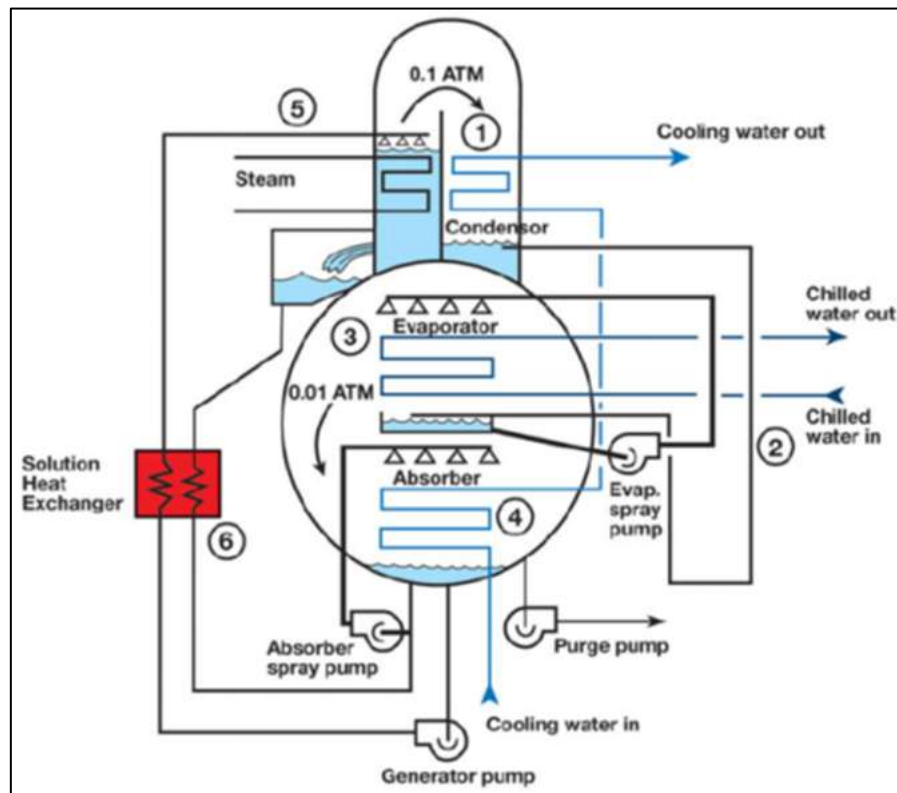 0.1 ATM
5
1
Cooling water out
Steam
Condensor
Chilled
water out
Evaporator
3
0.01 ATM
Chilled
water in
2
Solution
Heat
Exchanger
Absorber
Evap.
spray
pump
4
6
Absorber
spray pump
Purge pump
Cooling water in
Generator pump